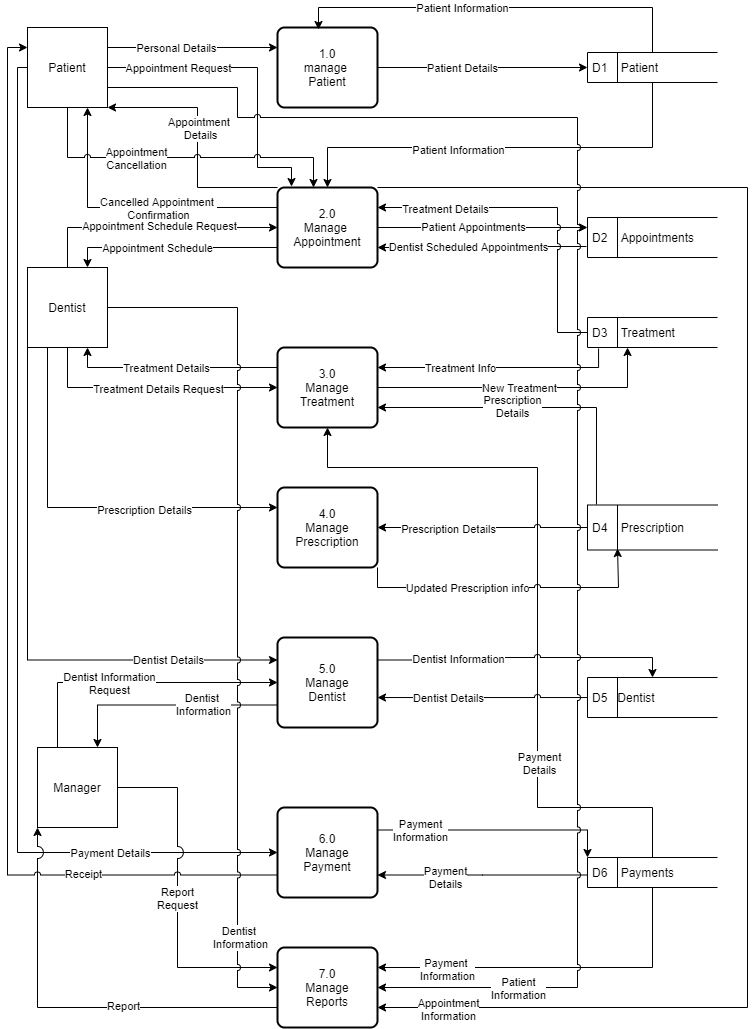 Patient Information
Patient
Personal Details
1.0
manage
Patient
Appointment Request
Patient Details
D1
Patient
Appointment
Details
Appointment
Cancellation
Patient Information
Cancelled Appointment
Confirmation
2.0
Manage
Appointment
Treatment Details
Appointment Schedule Request
Patient Appointments
D2
Appointments
Appointment Schedule
Dentist Scheduled Appointments
Dentist
D3
Treatment
Treatment Details
3.0
Manage
Treatment
Treatment Info
Treatment Details Request
New Treatment
Prescription
Details
Prescription Details
4.0
Manage
Prescription
Prescription Details
D4
Prescription
Updated Prescription info
Dentist Details
5.0
Manage
Dentist
Dentist Information
Dentist Information
Request
Dentist
Information
Dentist Details
D5
Dentist
Manager
Payment
Details
Payment Details
6.0
Manage
Payment
Payment
Information
Receipt
Payment
Details
D6
Payments
Report
Request
Dentist
Information
7.0
Manage
Reports
Payment
Information
Patient
Information
Report
Appointment
Information